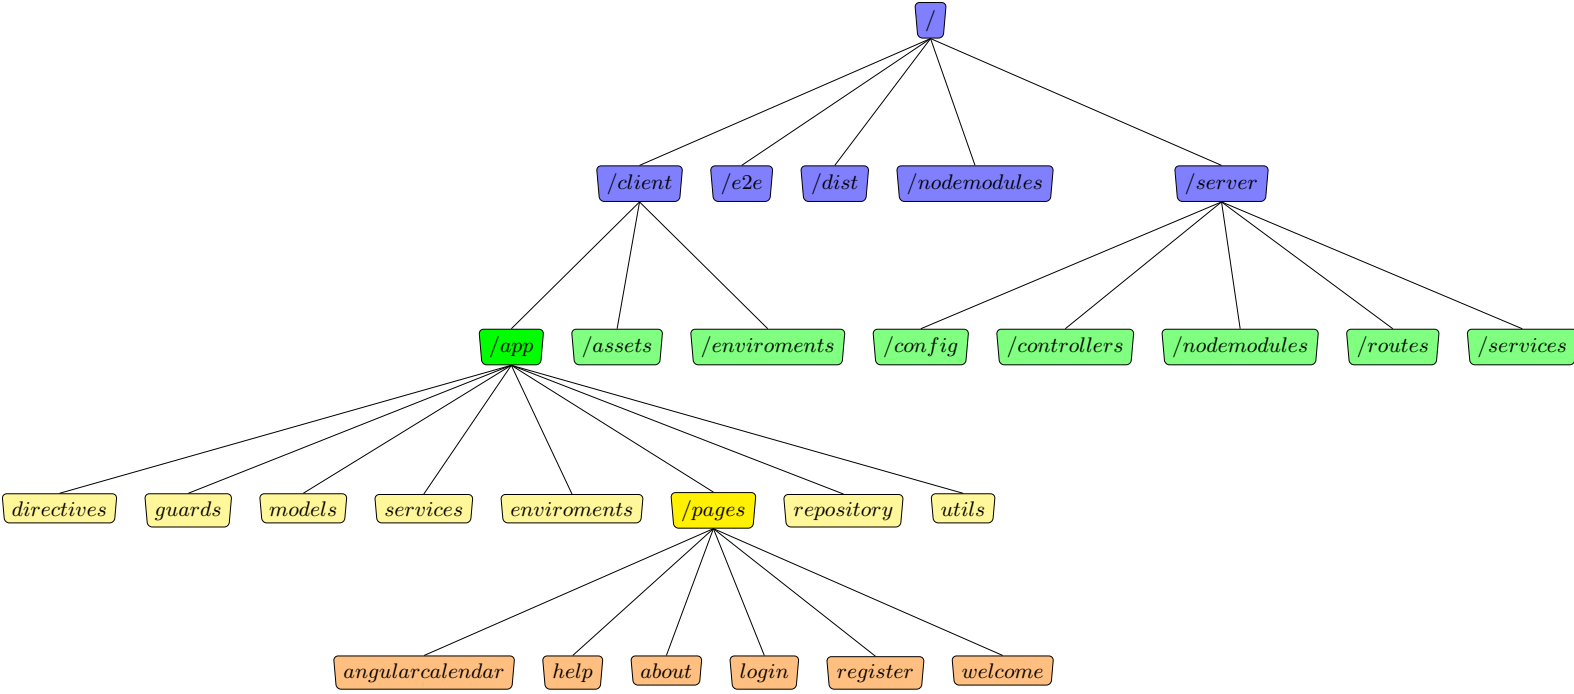 /
/client /e2e /dist /nodemodules /server
/app /assets /enviroments /config /controllers /nodemodules /routes /services
directives guards models services enviroments /pages repository utils
angularcalendar help about login register welcome